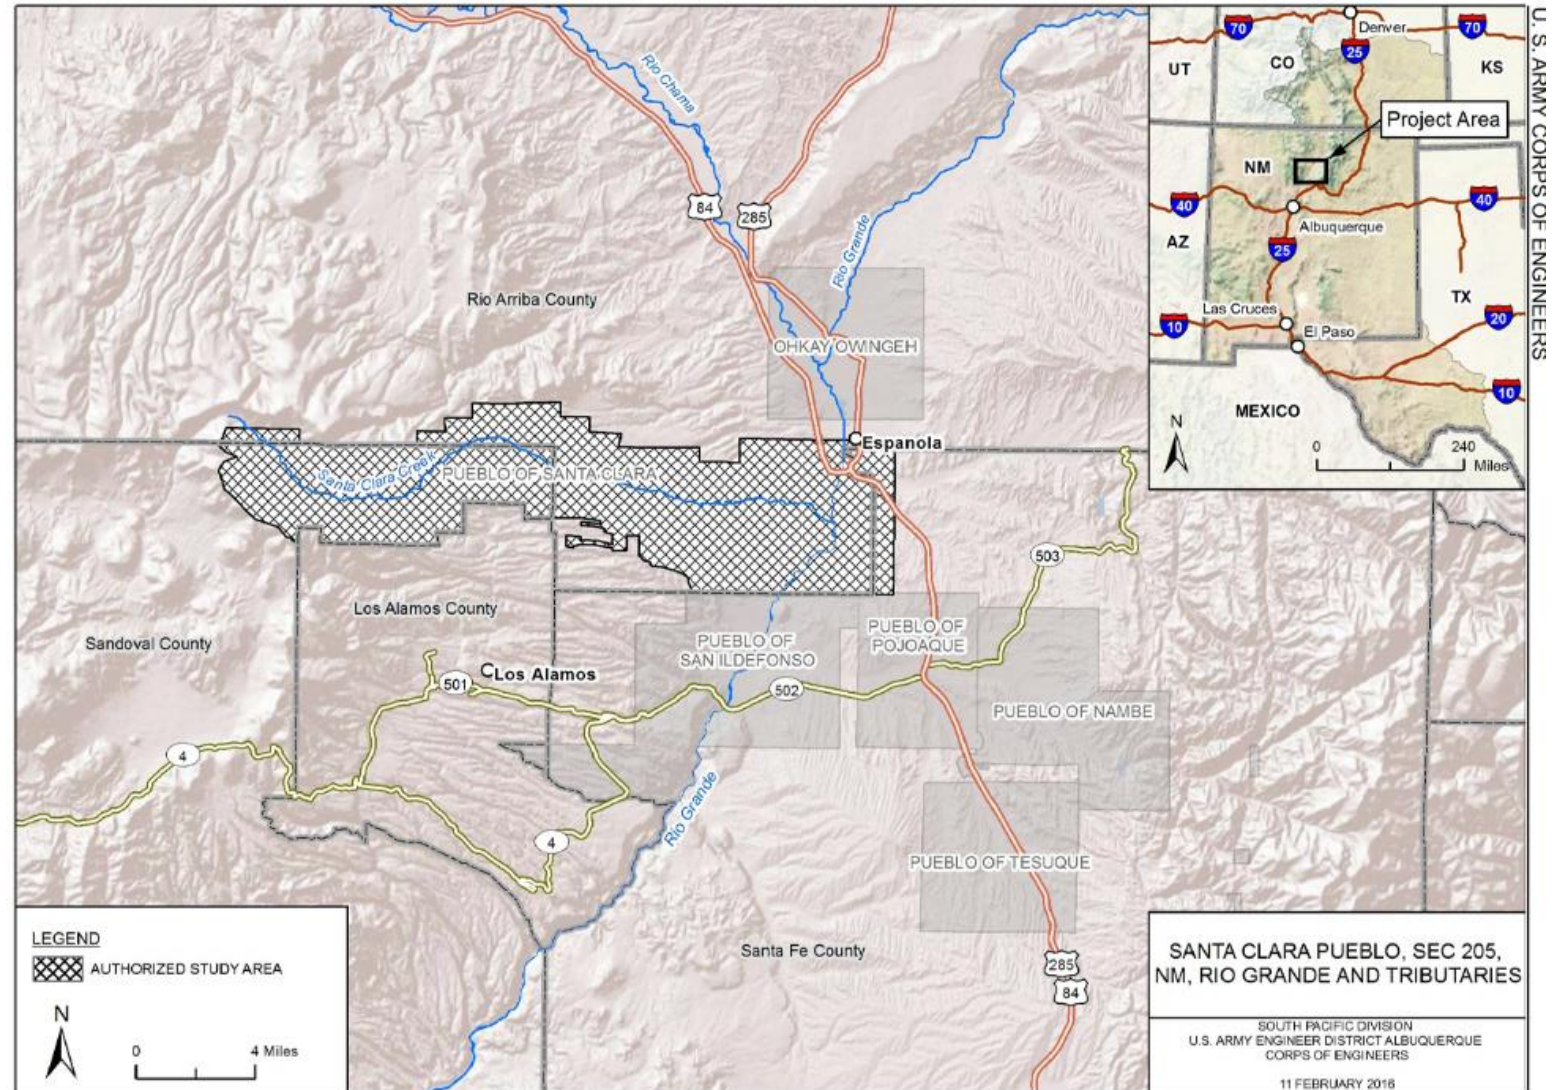 Rio Chama
84
285
Rio Grande
Rio Arriba County
OHKAY OWINGEH
Espanola
Santa Clara Creek
PUEBLO OF SANTA CLARA
503
Los Alamos County
Sandoval County
PUEBLO OF
SAN ILDEFONSO
PUEBLO OF
POJOAQUE
501
Los Alamos
502
PUEBLO OF NAMBE
4
4
Rio Grande
PUEBLO OF TESUQUE
Santa Fe County
285
84
LEGEND
AUTHORIZED STUDY AREA
N
0
4 Miles
70
Denver
70
25
UT
CO
KS
Project Area
NM
40
40
Albuquerque
AZ
25
TX
Las Cruces
20
10
El Paso
10
MEXICO
N
0
240
Miles
U. S. ARMY CORPS OF ENGINEERS
SANTA CLARA PUEBLO, SEC 205,
NM, RIO GRANDE AND TRIBUTARIES
SOUTH PACIFIC DIVISION
U.S. ARMY ENGINEER DISTRICT ALBUQUERQUE
CORPS OF ENGINEERS
11 FEBRUARY 2016